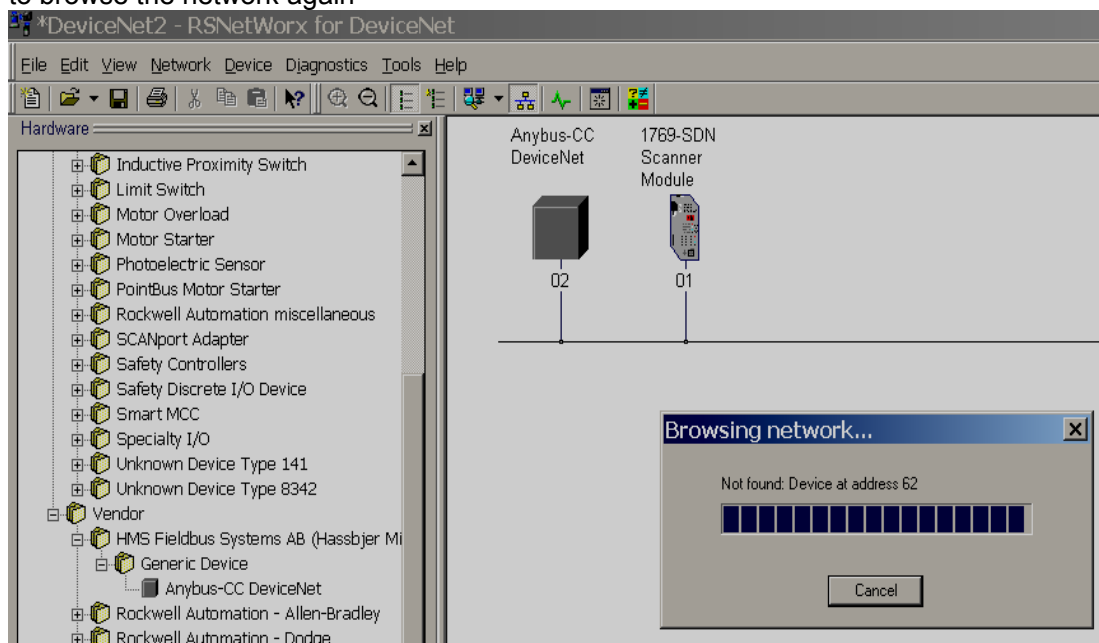 to browse the network again
*DeviceNet2 - RSNetWorx for DeviceNet
File Edit View Network Device Diagnostics Tools Help
Hardware
Inductive Proximity Switch
Limit Switch
Motor Overload
Motor Starter
Photoelectric Sensor
PointBus Motor Starter
Rockwell Automation miscellaneous
SCANport Adapter
Safety Controllers
Safety Discrete I/O Device
Smart MCC
Specialty I/O
Unknown Device Type 141
Unknown Device Type 8342
Vendor
HMS Fieldbus Systems AB (Hassbjer Mi
Generic Device
Anybus-CC DeviceNet
Rockwell Automation - Allen-Bradley
Rockwell Automation - Dodge
Anybus-CC
DeviceNet
02
1769-SDN
Scanner
Module
01
Browsing network...
Not found: Device at address 62
Cancel